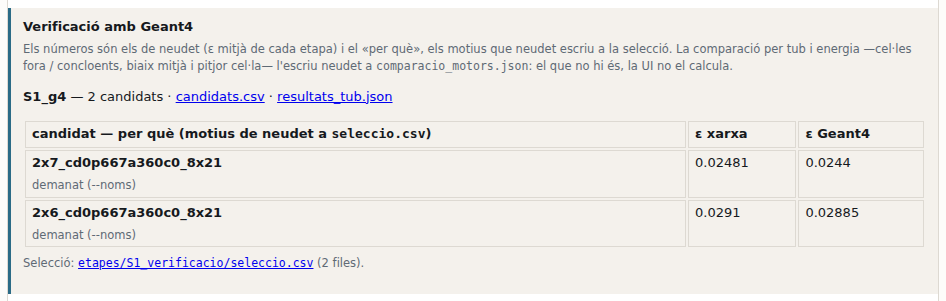 Verificació amb Geant4
Els números són els de neudet (ε mitjà de cada etapa) i el «per què», els motius que neudet escriu a la selecció. La comparació per tub i energia —cel·les
fora / concloents, biaix mitjà i pitjor cel·la— l'escriu neudet a comparacio_motors.json: el que no hi és, la UI no el calcula.
S1_g4 — 2 candidats · candidats.csv · resultats_tub.json
candidat — per què (motius de neudet a seleccio.csv) ε xarxa ε Geant4
2x7_cd0p667a360c0_8x21 0.02481 0.0244
demanat (--noms)
2x6_cd0p667a360c0_8x21 0.0291 0.02885
demanat (--noms)
Selecció: etapes/S1_verificacio/seleccio.csv (2 files).